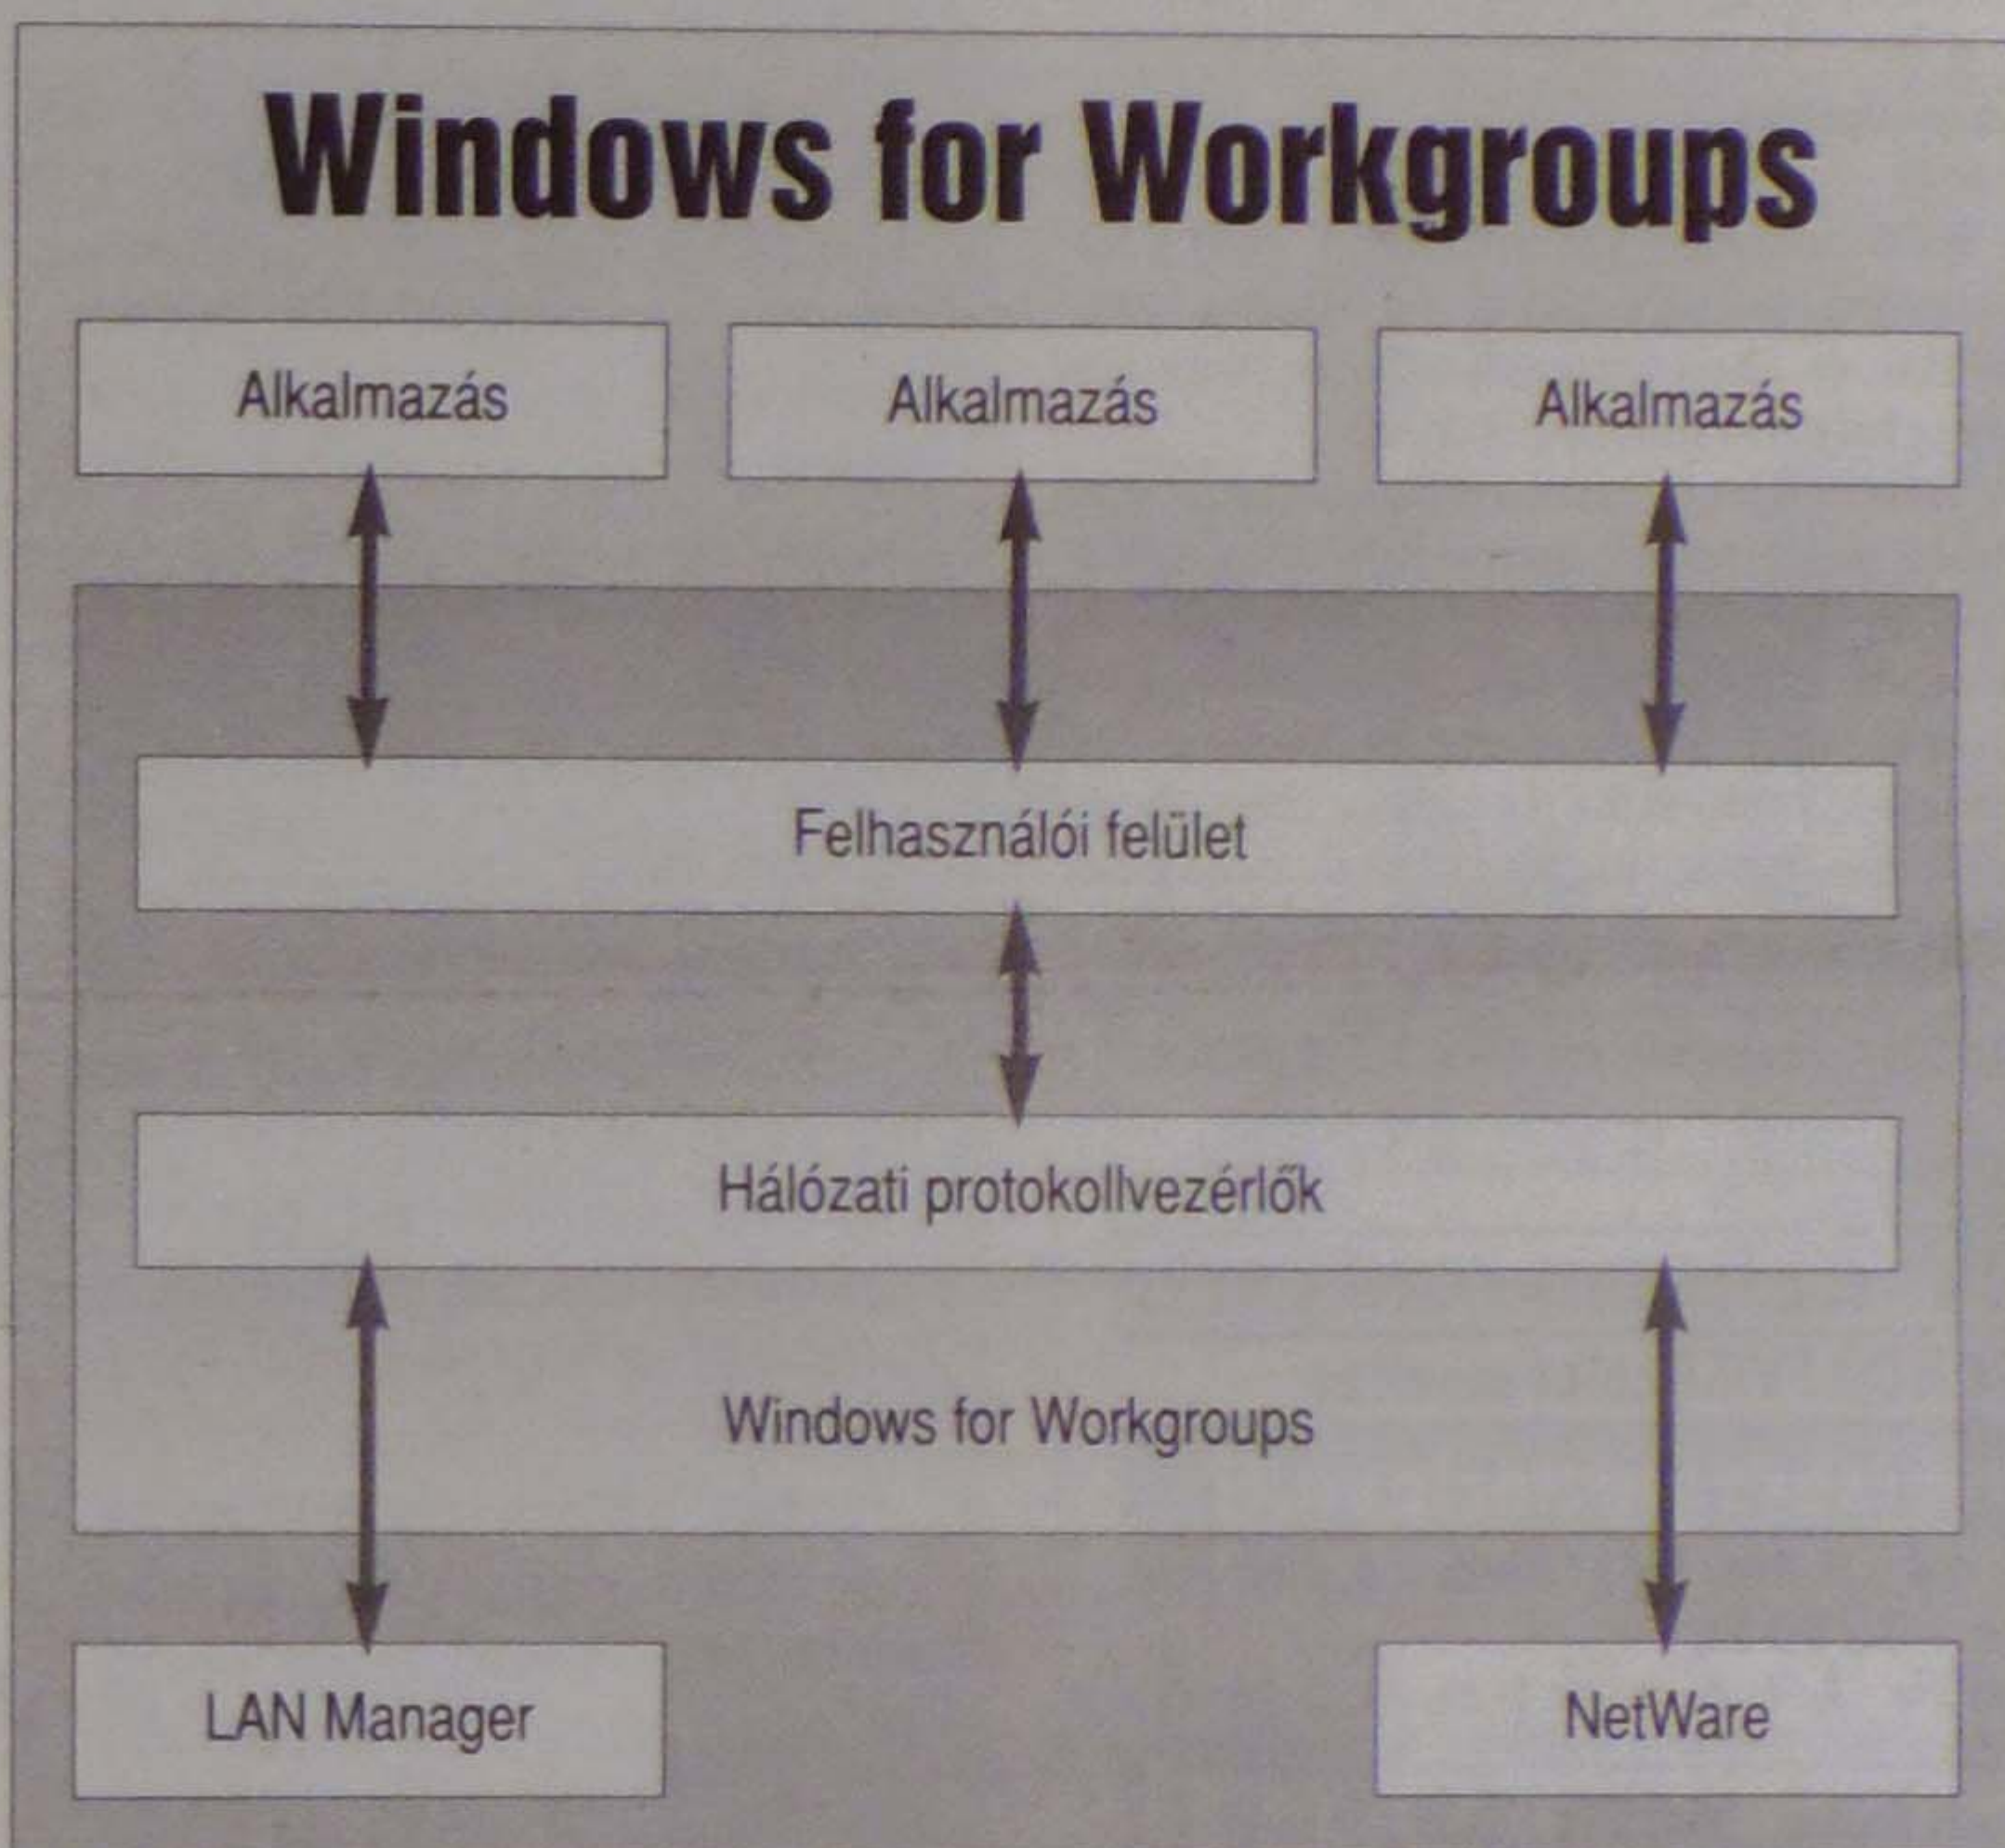 Windows for Workgroups
Alkalmazás
Alkalmazás
Alkalmazás
Felhasználói felület
Hálózati protokollvezérlők
Windows for Workgroups
LAN Manager
NetWare